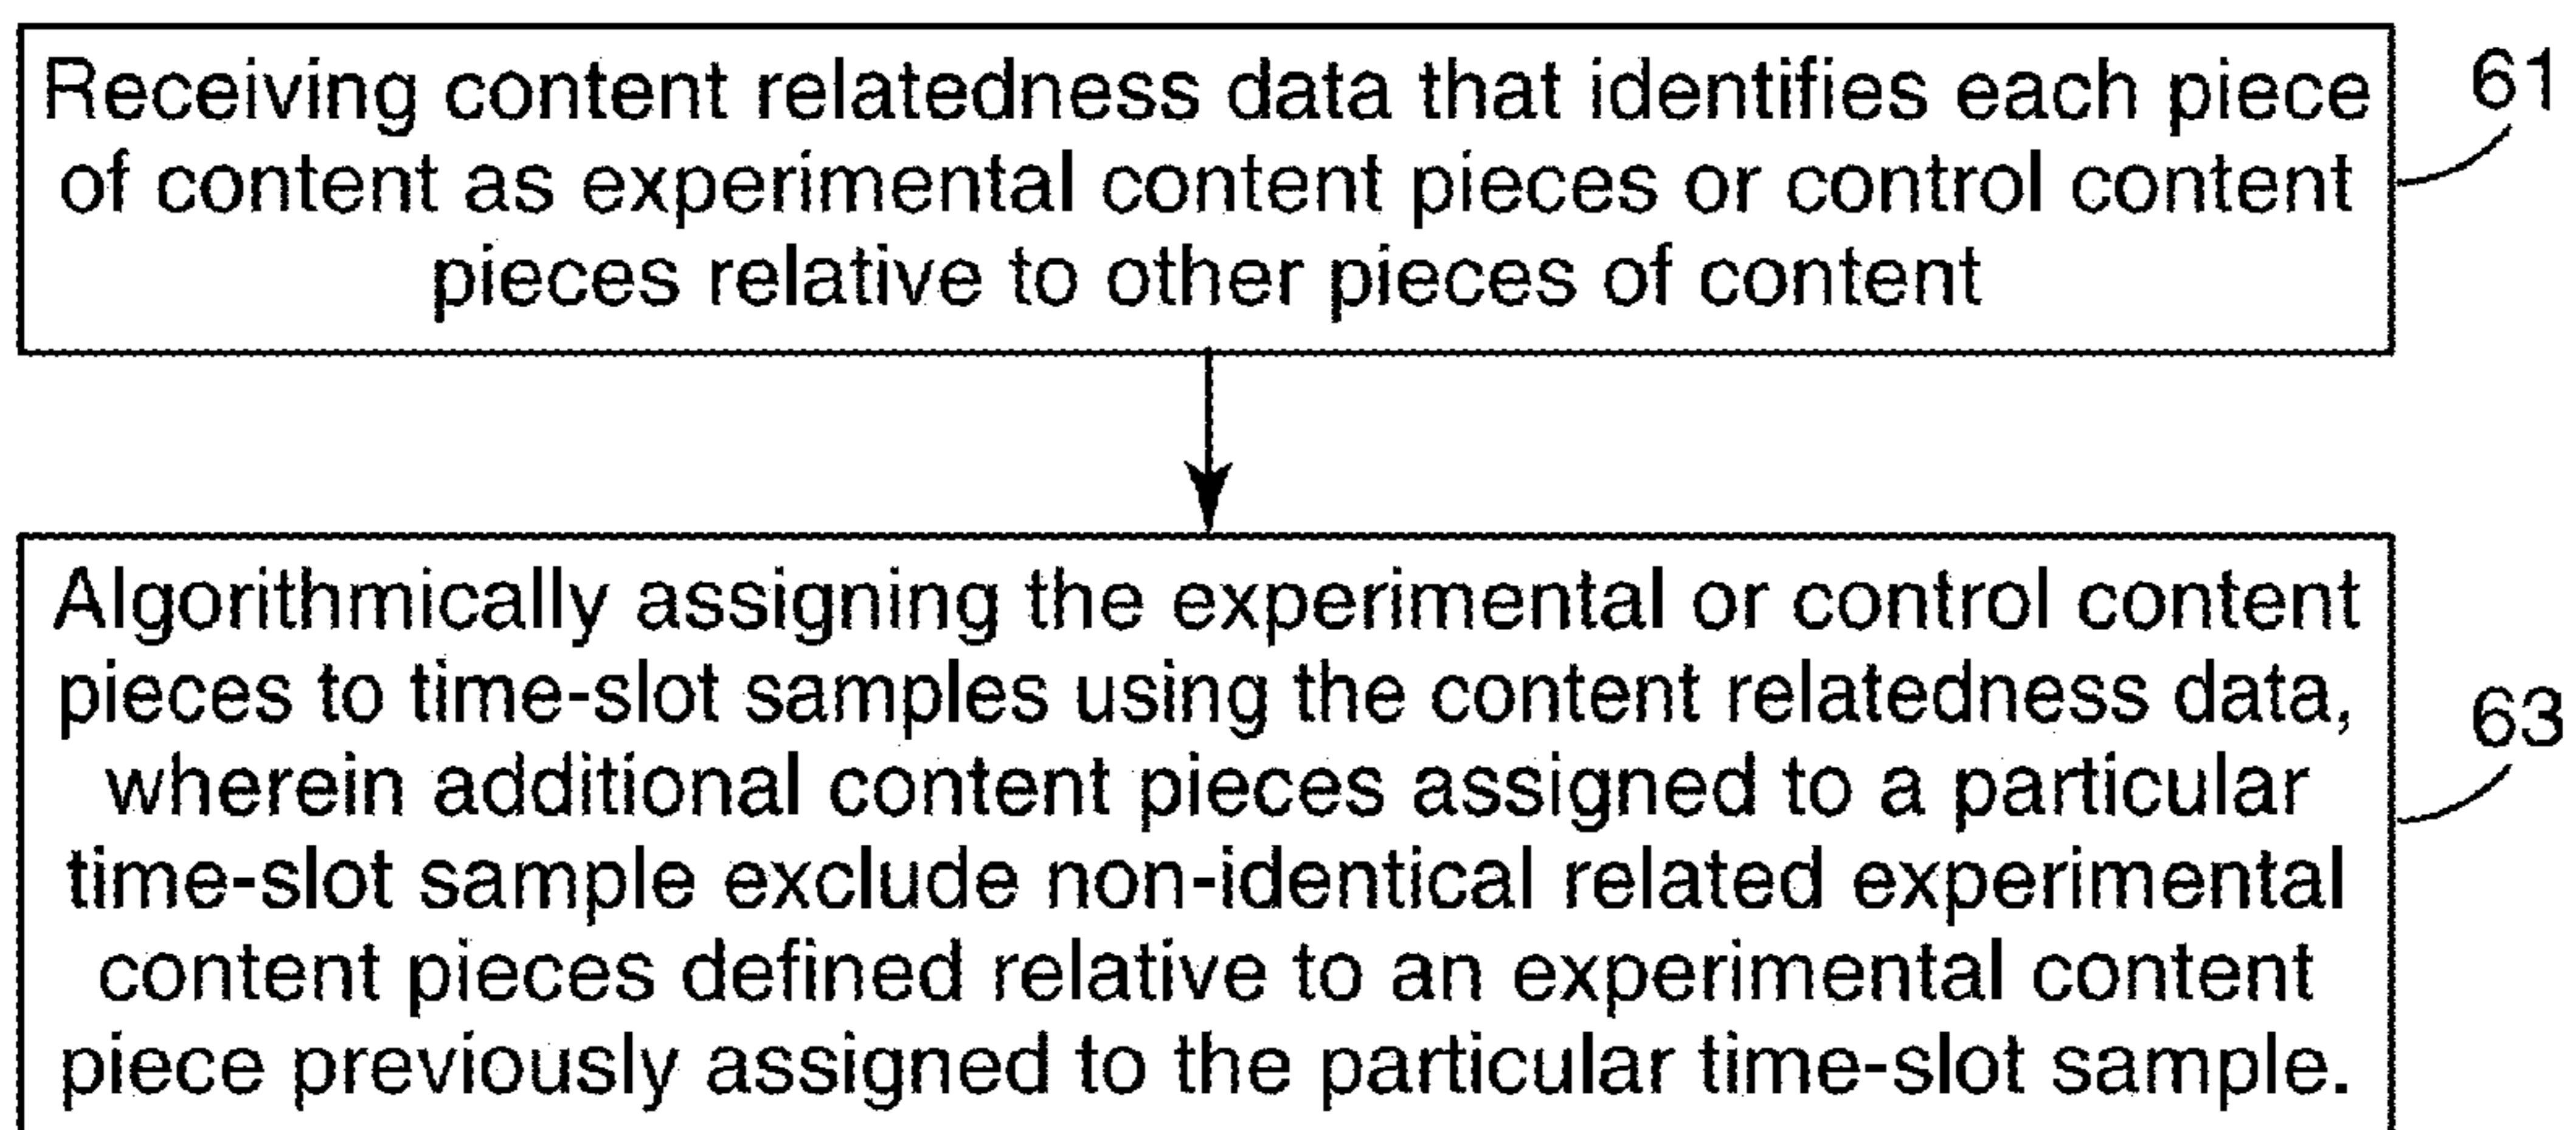 Receiving content relatedness data that identifies each piece
of content as experimental content pieces or control content
pieces relative to other pieces of content
61
Algorithmically assigning the experimental or control content
pieces to time-slot samples using the content relatedness data,
wherein additional content pieces assigned to a particular
time-slot sample exclude non-identical related experimental
content pieces defined relative to an experimental content
piece previously assigned to the particular time-slot sample.
63